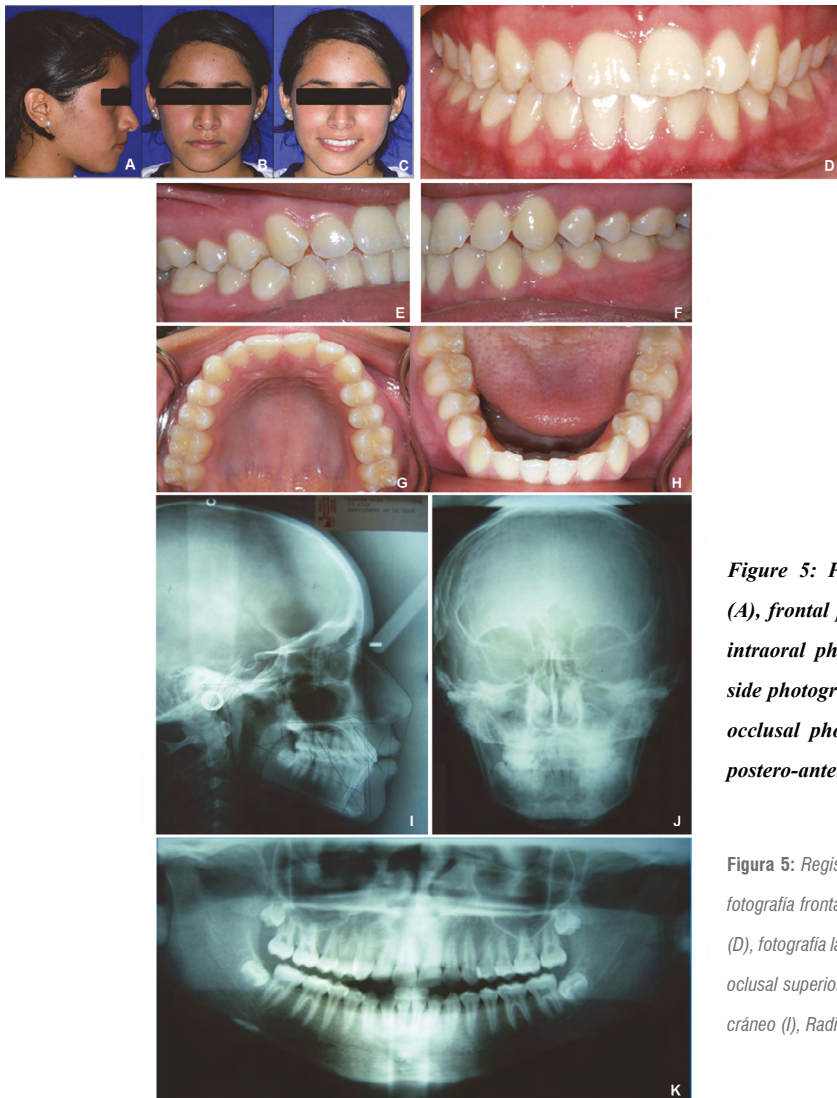 A
B
C
D
E
F
G
H
I
J
K
Figure 5: P
(A), frontal p
intraoral ph
side photogr
occlusal pho
postero-ante
Figura 5: Regis
fotografía fronta
(D), fotografía la
oclusal superior
cráneo (I), Radi